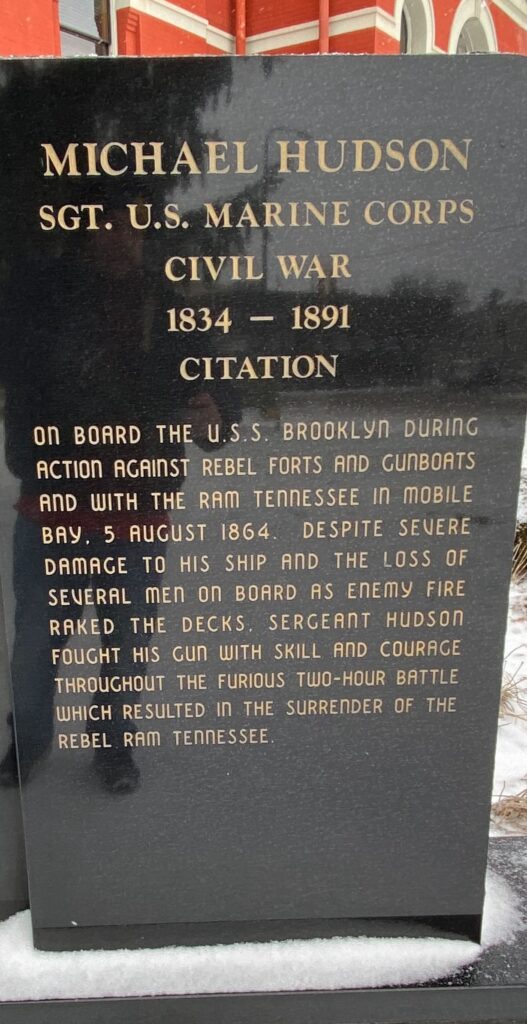 MICHAEL HUDSON
SGT. U.S. MARINE CORPS
CIVIL WAR
1834 – 1891
CITATION
ON BOARD THE U.S.S. BROOKLYN DURING
ACTION AGAINST REBEL FORTS AND GUNBOATS
AND WITH THE RAM TENNESSEE IN MOBILE
BAY, 5 AUGUST 1864. DESPITE SEVERE
DAMAGE TO HIS SHIP AND THE LOSS OF
SEVERAL MEN ON BOARD AS ENEMY FIRE
RAKED THE DECKS, SERGEANT HUDSON
FOUGHT HIS GUN WITH SKILL AND COURAGE
THROUGHOUT THE FURIOUS TWO-HOUR BATTLE
WHICH RESULTED IN THE SURRENDER OF THE
REBEL RAM TENNESSEE.